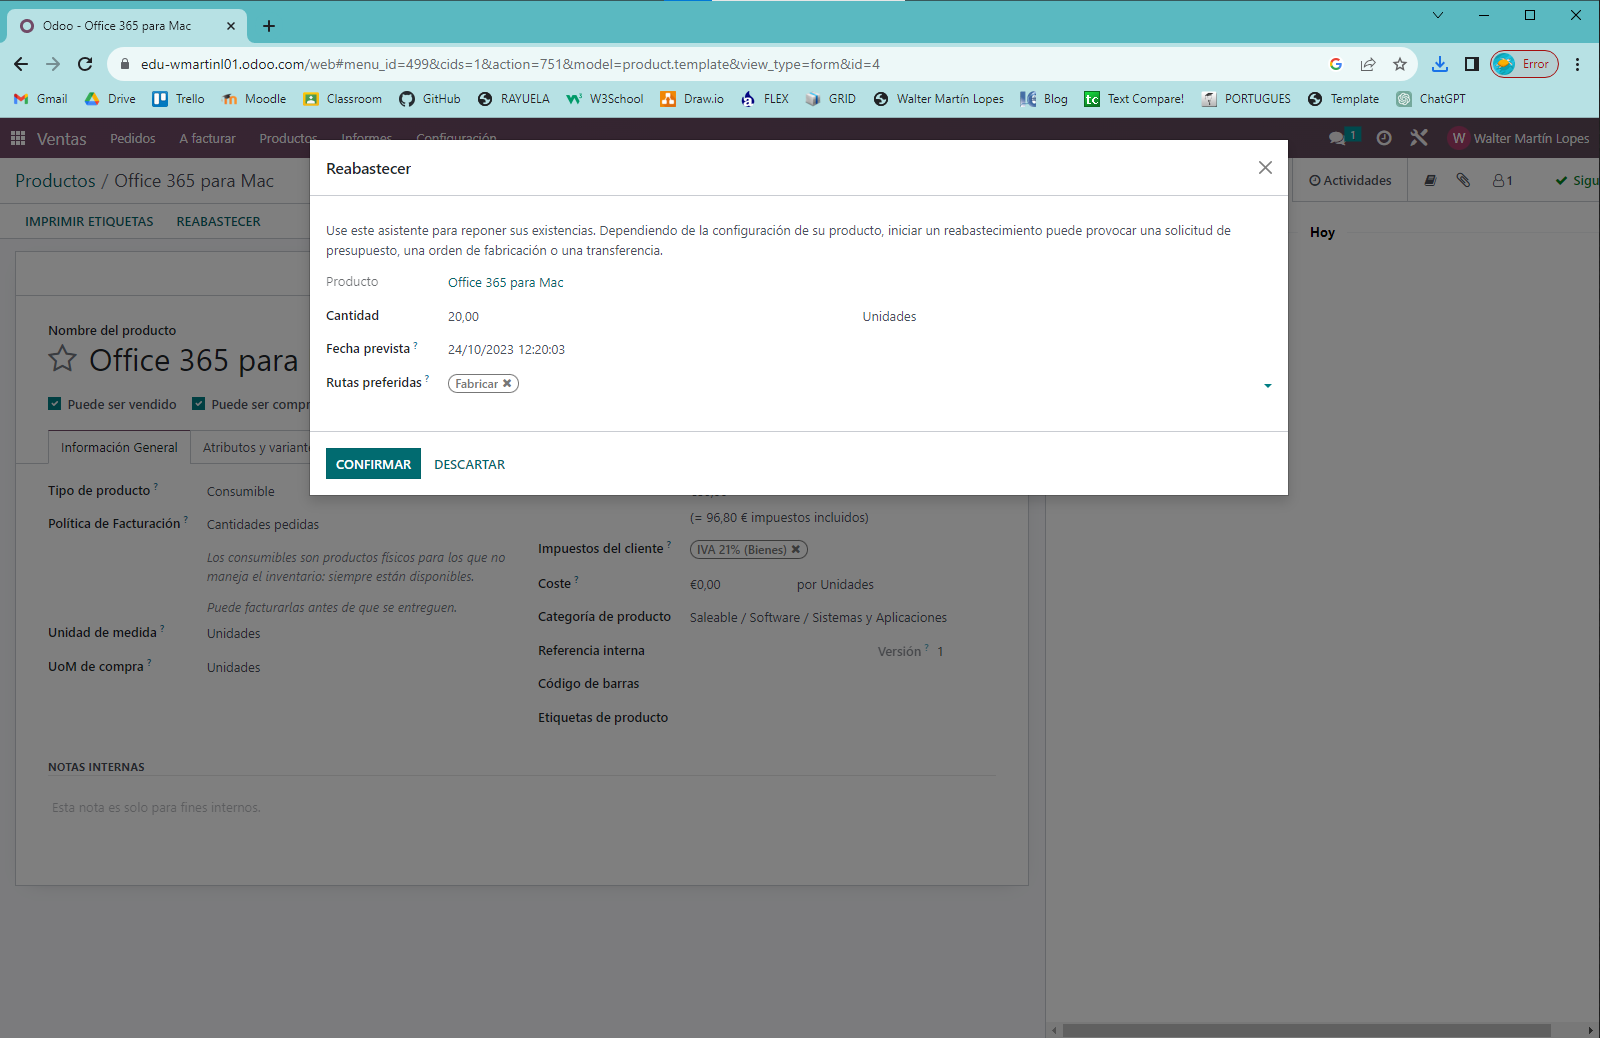 Odoo - Office 365 para Mac
edu-wmartinl01.odoo.com/web#menu_id=499&cids=1&action=751&model=product.template&view_type=form&id=4
Error
Gmail Drive Trello Moodle Classroom GitHub RAYUELA W3School Draw.io FLEX GRID Walter Martín Lopes Blog Text Compare! PORTUGUES Template ChatGPT
Ventas Pedidos A facturar Productos Informes Configuración 1 W Walter Martín Lopes
Productos / Office 365 para Mac
Actividades 1 Sigu
IMPRIMIR ETIQUETAS REABASTECER
Hoy
Reabastecer
Use este asistente para reponer sus existencias. Dependiendo de la configuración de su producto, iniciar un reabastecimiento puede provocar una solicitud de
presupuesto, una orden de fabricación o una transferencia.
Producto Office 365 para Mac
Cantidad 20,00 Unidades
Fecha prevista ? 24/10/2023 12:20:03
Rutas preferidas ? Fabricar
CONFIRMAR DESCARTAR
Nombre del producto
Office 365 para
Puede ser vendido Puede ser compr
Información General Atributos y variant
Tipo de producto ? Consumible
Política de Facturación ? Cantidades pedidas
Los consumibles son productos físicos para los que no
maneja el inventario: siempre están disponibles.
Puede facturarlas antes de que se entreguen.
Unidad de medida ? Unidades
UoM de compra ? Unidades
(= 96,80 € impuestos incluidos)
Impuestos del cliente ? IVA 21% (Bienes)
Coste ? €0,00 por Unidades
Categoría de producto Saleable / Software / Sistemas y Aplicaciones
Referencia interna Versión ? 1
Código de barras
Etiquetas de producto
NOTAS INTERNAS
Esta nota es solo para fines internos.